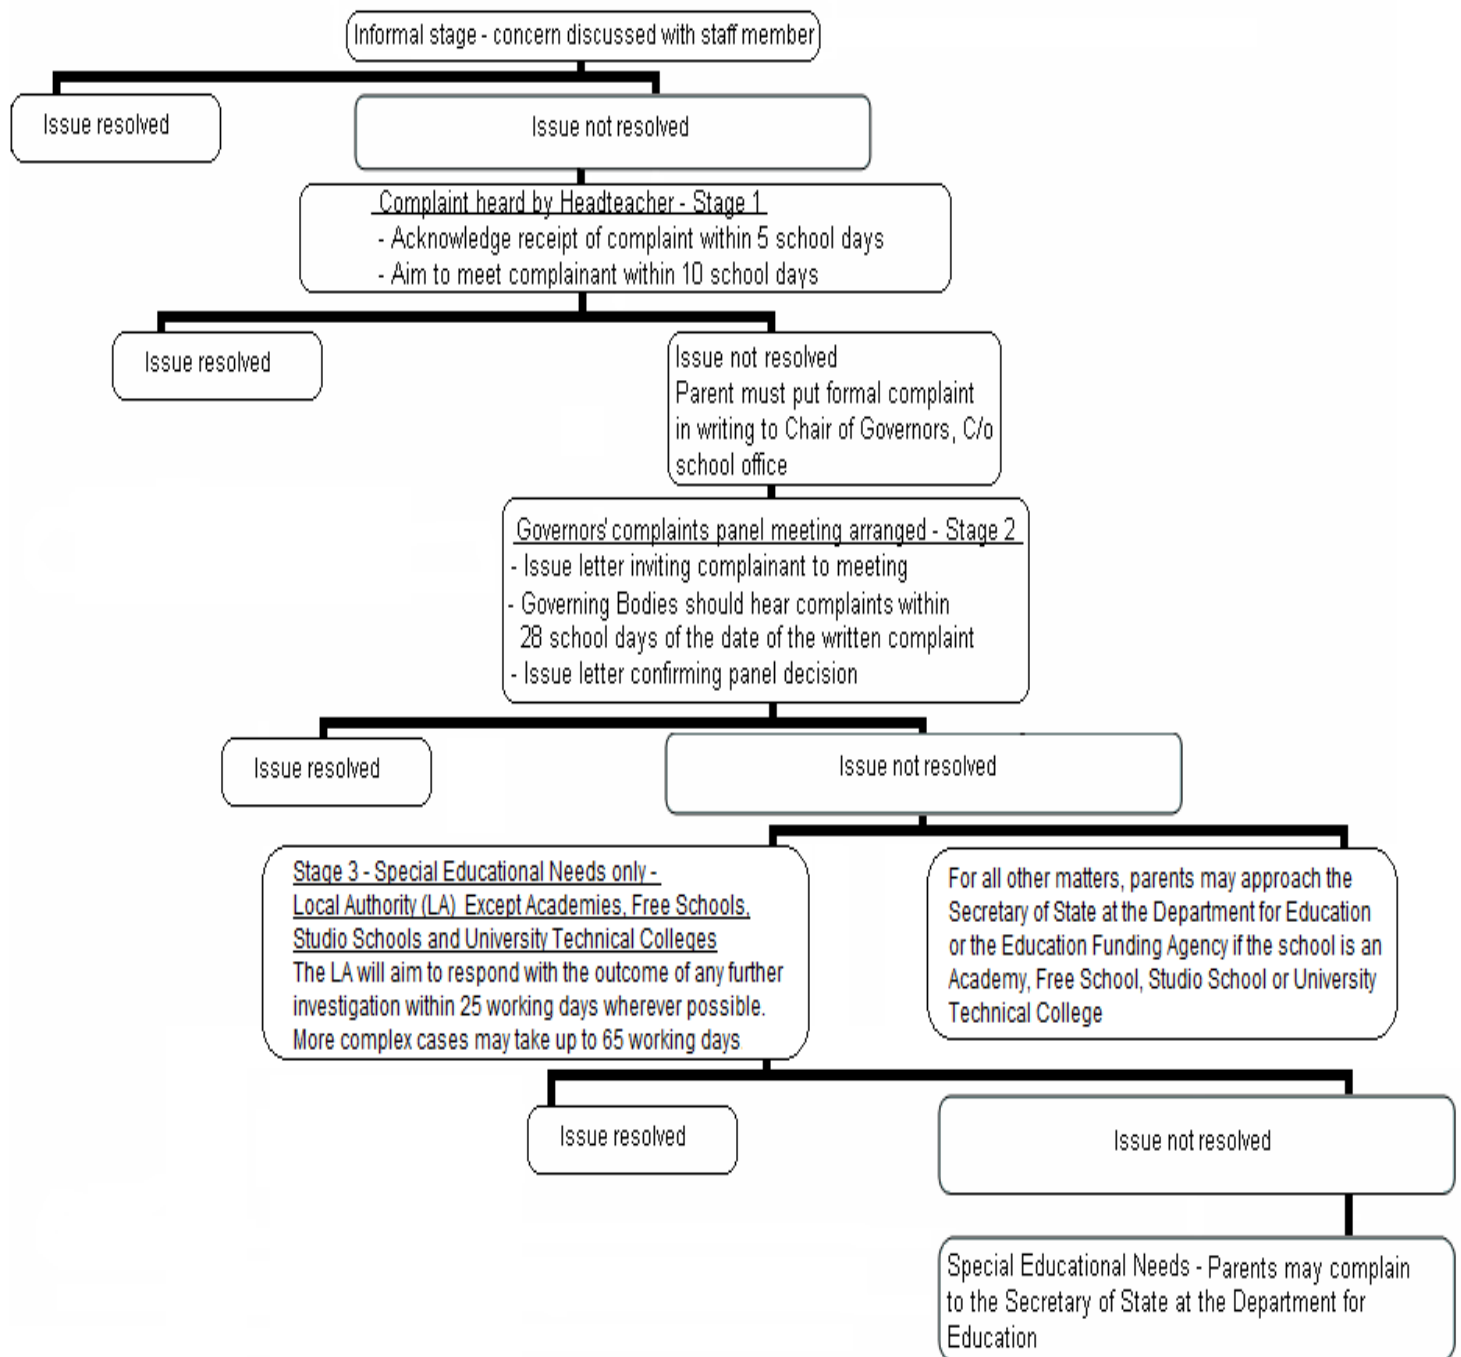 Informal stage - concern discussed with staff member
Issue resolved
Issue not resolved
Complaint heard by Headteacher - Stage 1
- Acknowledge receipt of complaint within 5 school days
- Aim to meet complainant within 10 school days
Issue resolved
Issue not resolved
Parent must put formal complaint
in writing to Chair of Governors, C/o
school office
Governors' complaints panel meeting arranged - Stage 2
- Issue letter inviting complainant to meeting
- Governing Bodies should hear complaints within
28 school days of the date of the written complaint
- Issue letter confirming panel decision
Issue resolved
Issue not resolved
Stage 3 - Special Educational Needs only -
Local Authority (LA) Except Academies, Free Schools,
Studio Schools and University Technical Colleges
The LA will aim to respond with the outcome of any further
investigation within 25 working days wherever possible.
More complex cases may take up to 65 working days
For all other matters, parents may approach the
Secretary of State at the Department for Education
or the Education Funding Agency if the school is an
Academy, Free School, Studio School or University
Technical College
Issue resolved
Issue not resolved
Special Educational Needs - Parents may complain
to the Secretary of State at the Department for
Education